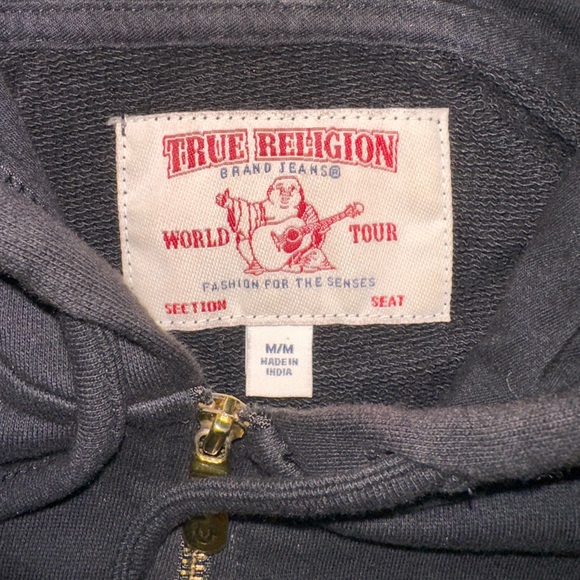 TRUE RELIGION
BRAND JEANS®
WORLD TOUR
FASHION FOR THE SENSES
SECTION SEAT
M/M
MADE IN
INDIA